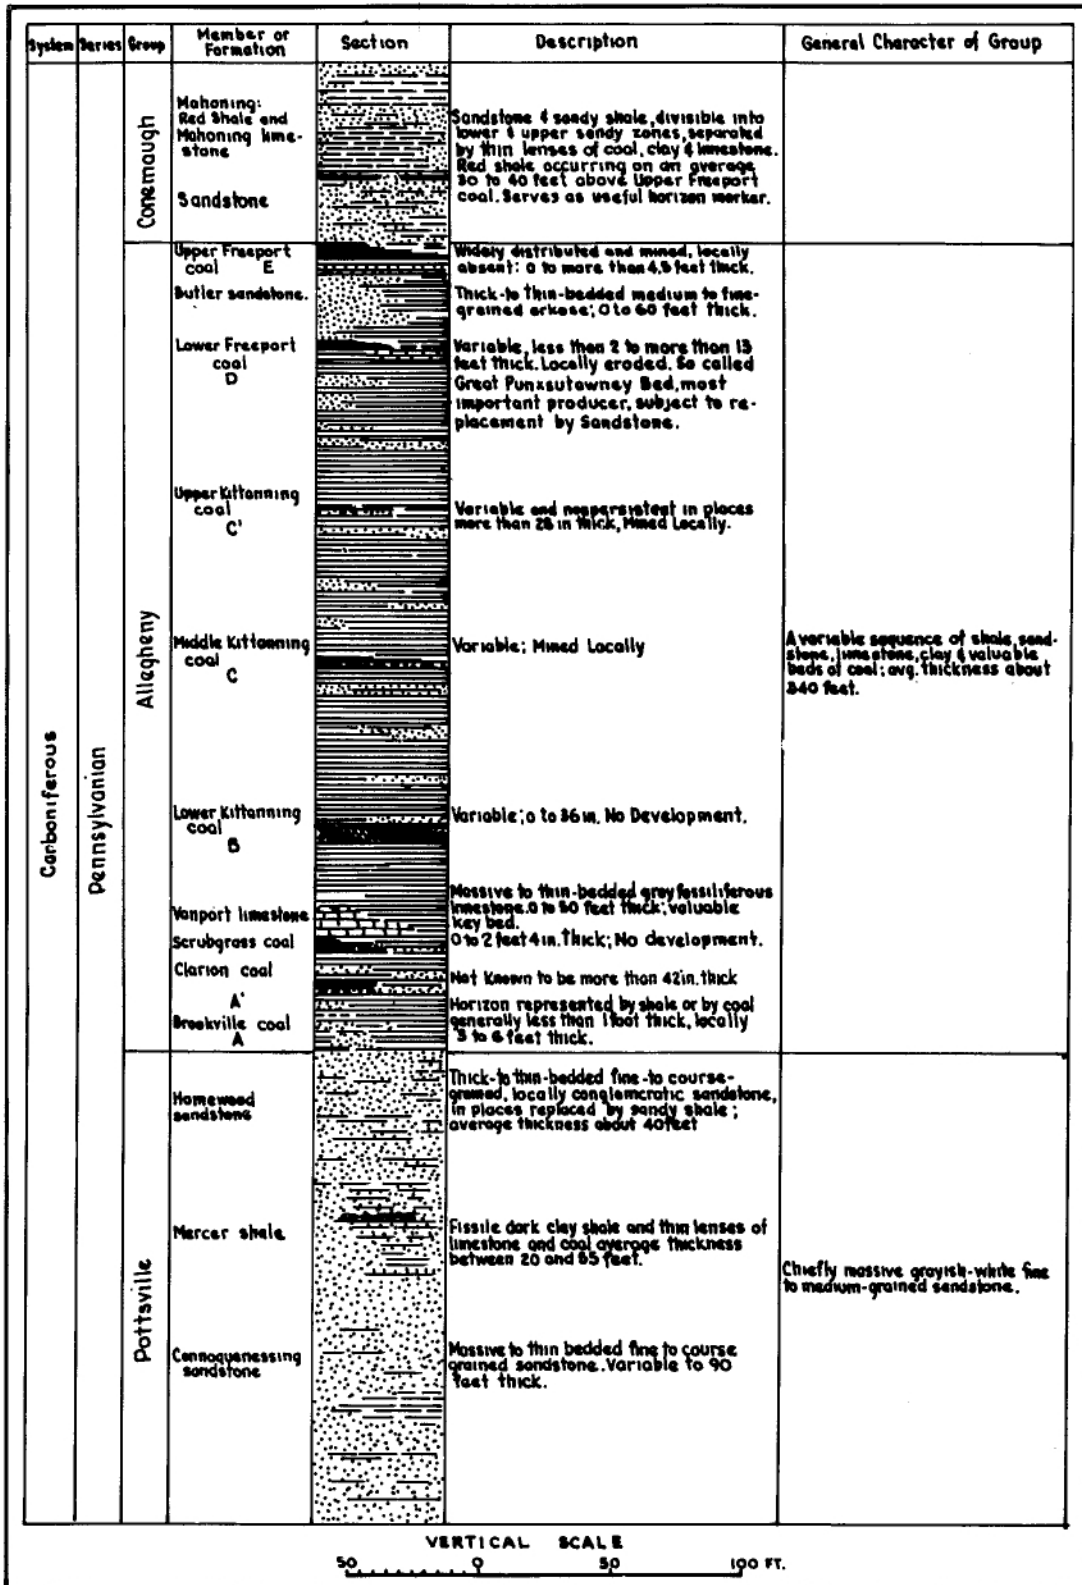 System Series Group Member or Formation Section Description General Character of Group
Carboniferous
Pennsylvanian
Conemaugh
Mahoning:
Red Shale and
Mahoning lime-
stone
Sandstone
Sandstone & sandy shale, divisible into
lower & upper sandy zones, separated
by thin lenses of coal, clay & limestone.
Red shale occurring on an average
30 to 40 feet above Upper Freeport
coal. Serves as useful horizon marker.
Allegheny
Upper Freeport
coal E
Widely distributed and mined, locally
absent: 0 to more than 4.5 feet thick.
Butler sandstone.
Thick-to thin-bedded medium to fine-
grained arkose; 0 to 60 feet thick.
Lower Freeport
coal
D
Variable, less than 2 to more than 13
feet thick. Locally eroded. So called
Great Punxsutawney Bed, most
important producer, subject to re-
placement by Sandstone.
Upper Kittanning
coal
C'
Variable and nonpersistent in places
more than 28 in thick, Mined Locally.
Middle Kittanning
coal
C
Variable; Mined Locally
A variable sequence of shale, sand-
stone, limestone, clay & valuable
beds of coal; avg. thickness about
340 feet.
Lower Kittanning
coal
B
Variable; 0 to 36 in. No Development.
Vanport limestone
Massive to thin-bedded grey fossiliferous
limestone. 0 to 50 feet thick; valuable
key bed.
Scrubgrass coal
0 to 2 feet 4 in. Thick; No development.
Clarion coal
A'
Not Known to be more than 42 in. thick
Brookville coal
A
Horizon represented by shale or by coal
generally less than 1 foot thick, locally
3 to 6 feet thick.
Pottsville
Homewood
sandstone
Thick-to thin-bedded fine-to course-
grained, locally conglomcratic sandstone,
in places replaced by sandy shale;
average thickness about 40 feet
Mercer shale
Fissile dark clay shale and thin lenses of
limestone and coal average thickness
between 20 and 55 feet.
Chiefly massive grayish-white fine
to medium-grained sandstone.
Connoquenessing
sandstone
Massive to thin bedded fine to course
grained sandstone. Variable to 90
feet thick.
VERTICAL SCALE
50 0 50 100 FT.